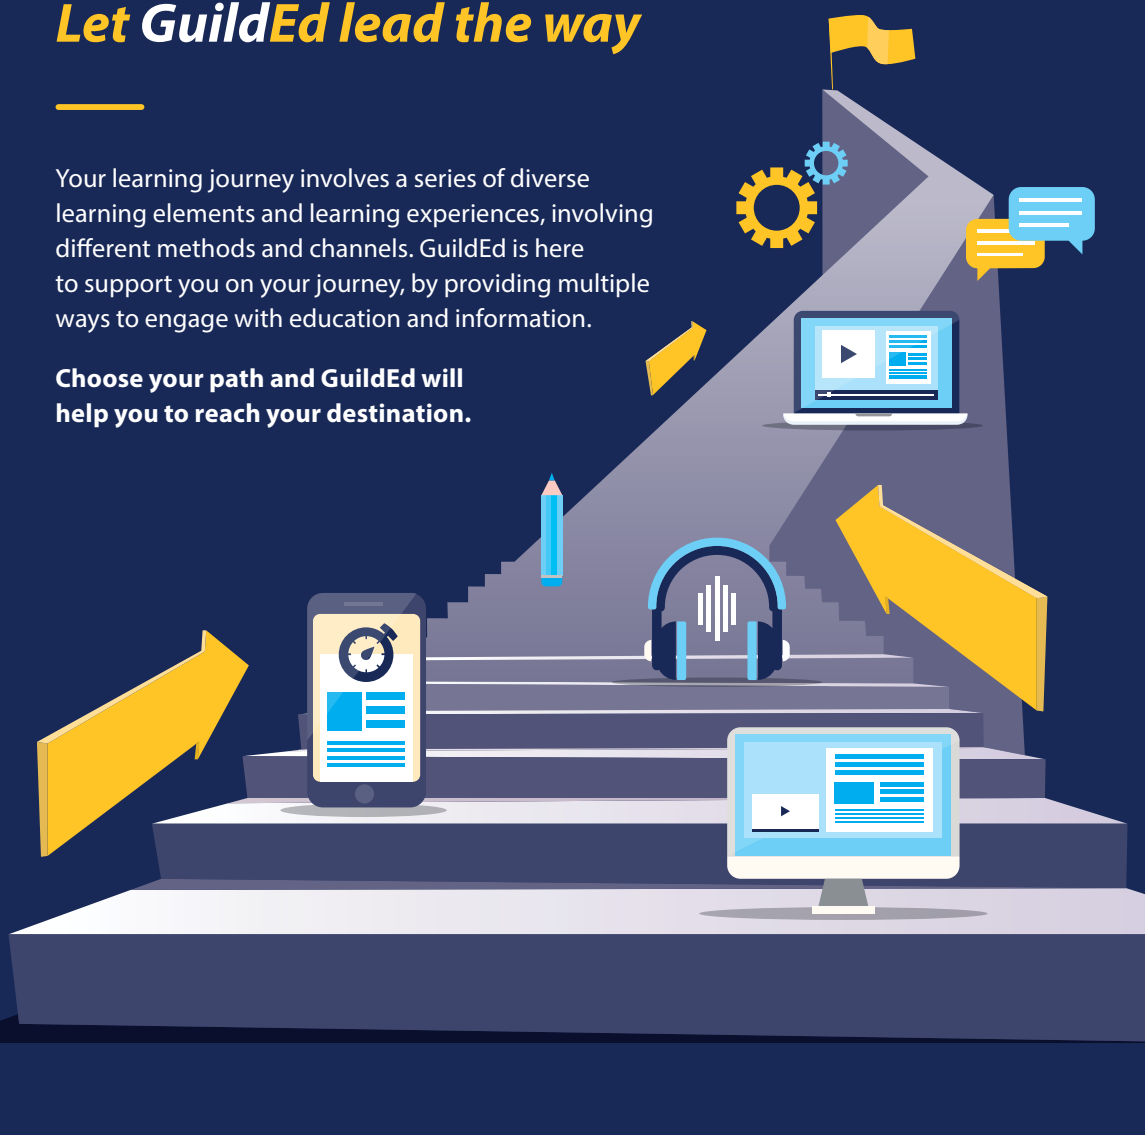 Let GuildEd lead the way
Your learning journey involves a series of diverse
learning elements and learning experiences, involving
different methods and channels. GuildEd is here
to support you on your journey, by providing multiple
ways to engage with education and information.
Choose your path and GuildEd will
help you to reach your destination.